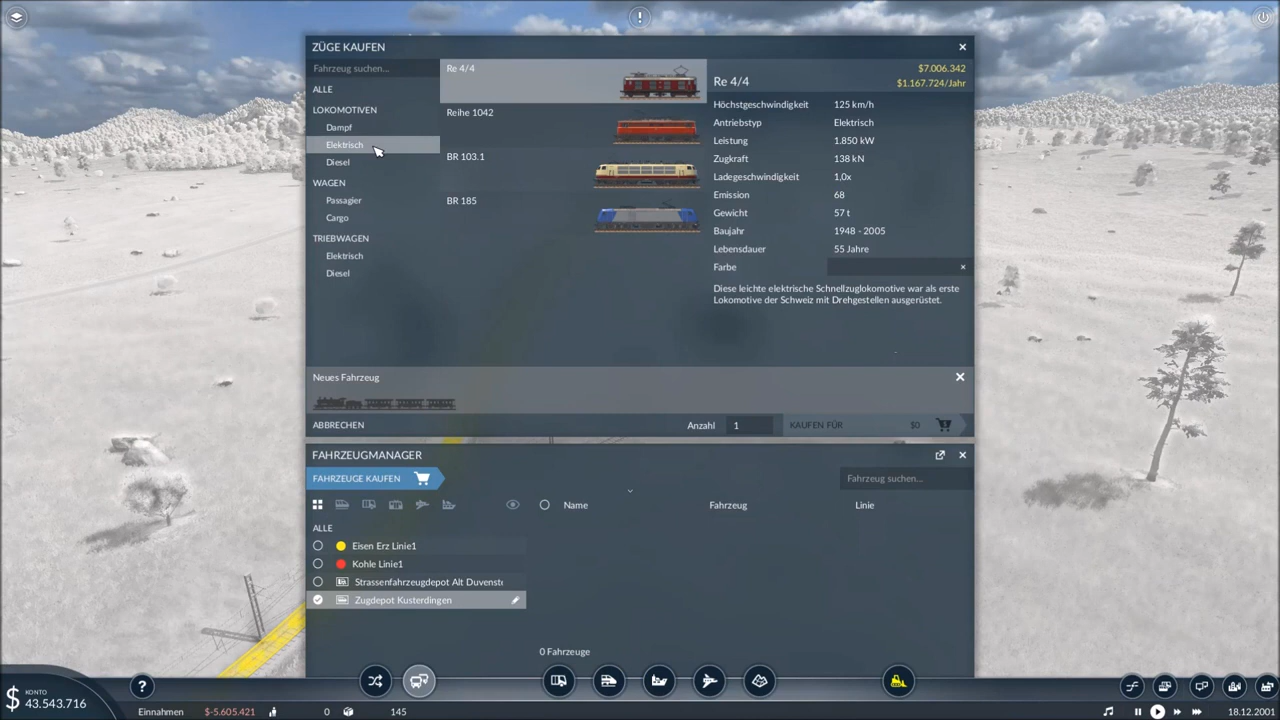 ZÜGE KAUFEN
Fahrzeug suchen...
ALLE
LOKOMOTIVEN
Dampf
Elektrisch
Diesel
WAGEN
Passagier
Cargo
TRIEBWAGEN
Elektrisch
Diesel
Re 4/4
Reihe 1042
BR 103.1
BR 185
Re 4/4
$7.006.342
$1.167.724/Jahr
Höchstgeschwindigkeit 125 km/h
Antriebstyp Elektrisch
Leistung 1.850 kW
Zugkraft 138 kN
Ladegeschwindigkeit 1,0x
Emission 68
Gewicht 57 t
Baujahr 1948 - 2005
Lebensdauer 55 Jahre
Farbe
Diese leichte elektrische Schnellzuglokomotive war als erste
Lokomotive der Schweiz mit Drehgestellen ausgerüstet.
Neues Fahrzeug
ABBRECHEN
Anzahl 1
KAUFEN FÜR $0
FAHRZEUGMANAGER
FAHRZEUGE KAUFEN
Fahrzeug suchen...
Name Fahrzeug Linie
ALLE
Eisen Erz Linie1
Kohle Linie1
Strassenfahrzeugdepot Alt Duvenste
Zugdepot Kusterdingen
0 Fahrzeuge
$ KONTO
43.543.716
?
Einnahmen $-5.605.421 0 145
18.12.2001